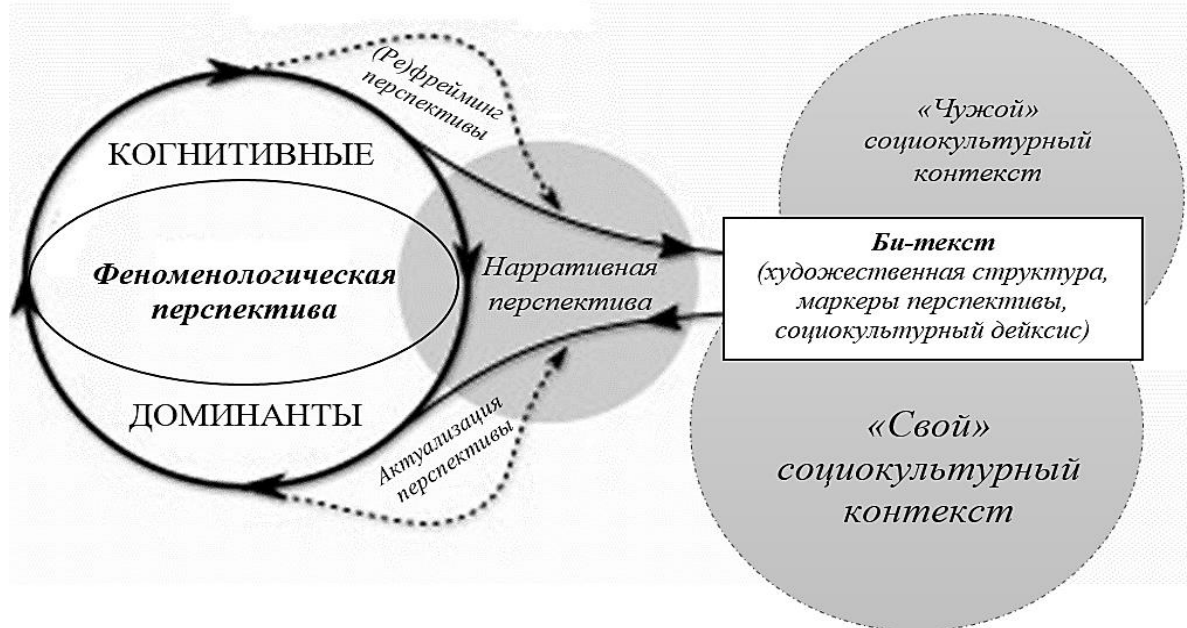 (Ре)фрейминг
перспективы
КОГНИТИВНЫЕ
Феноменологическая
перспектива
ДОМИНАНТЫ
Нарративная
перспектива
Актуализация
перспективы
«Чужой»
социокультурный
контекст
Би-текст
(художественная структура,
маркеры перспективы,
социокультурный дейксис)
«Свой»
социокультурный
контекст